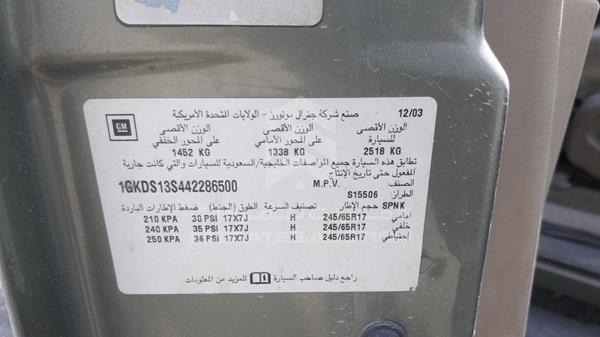 GM
صنع شركة جنرال موتورز - الولايات المتحدة الأمريكية 12/03
الوزن الأقصى للسيارة 2518 KG
الوزن الأقصى على المحور الأمامي 1338 KG
الوزن الأقصى على المحور الخلفي 1452 KG
تطابق هذه السيارة جميع المواصفات الخليجية/السعودية للسيارات والتي كانت جارية
المفعول حتى تاريخ الإنتاج
1GKDS13S442286500 الصنف: M.P.V.
الطراز: S15506
SPNK حجم الإطار تصنيف السرعة الطوق (الجنط) ضغط الإطارات الباردة
أمامي 245/65R17 H 17X7J 30 PSI 210 KPA
خلفي 245/65R17 H 17X7J 35 PSI 240 KPA
إحتياطي 245/65R17 H 17X7J 36 PSI 250 KPA
راجع دليل صاحب السيارة للمزيد من المعلومات